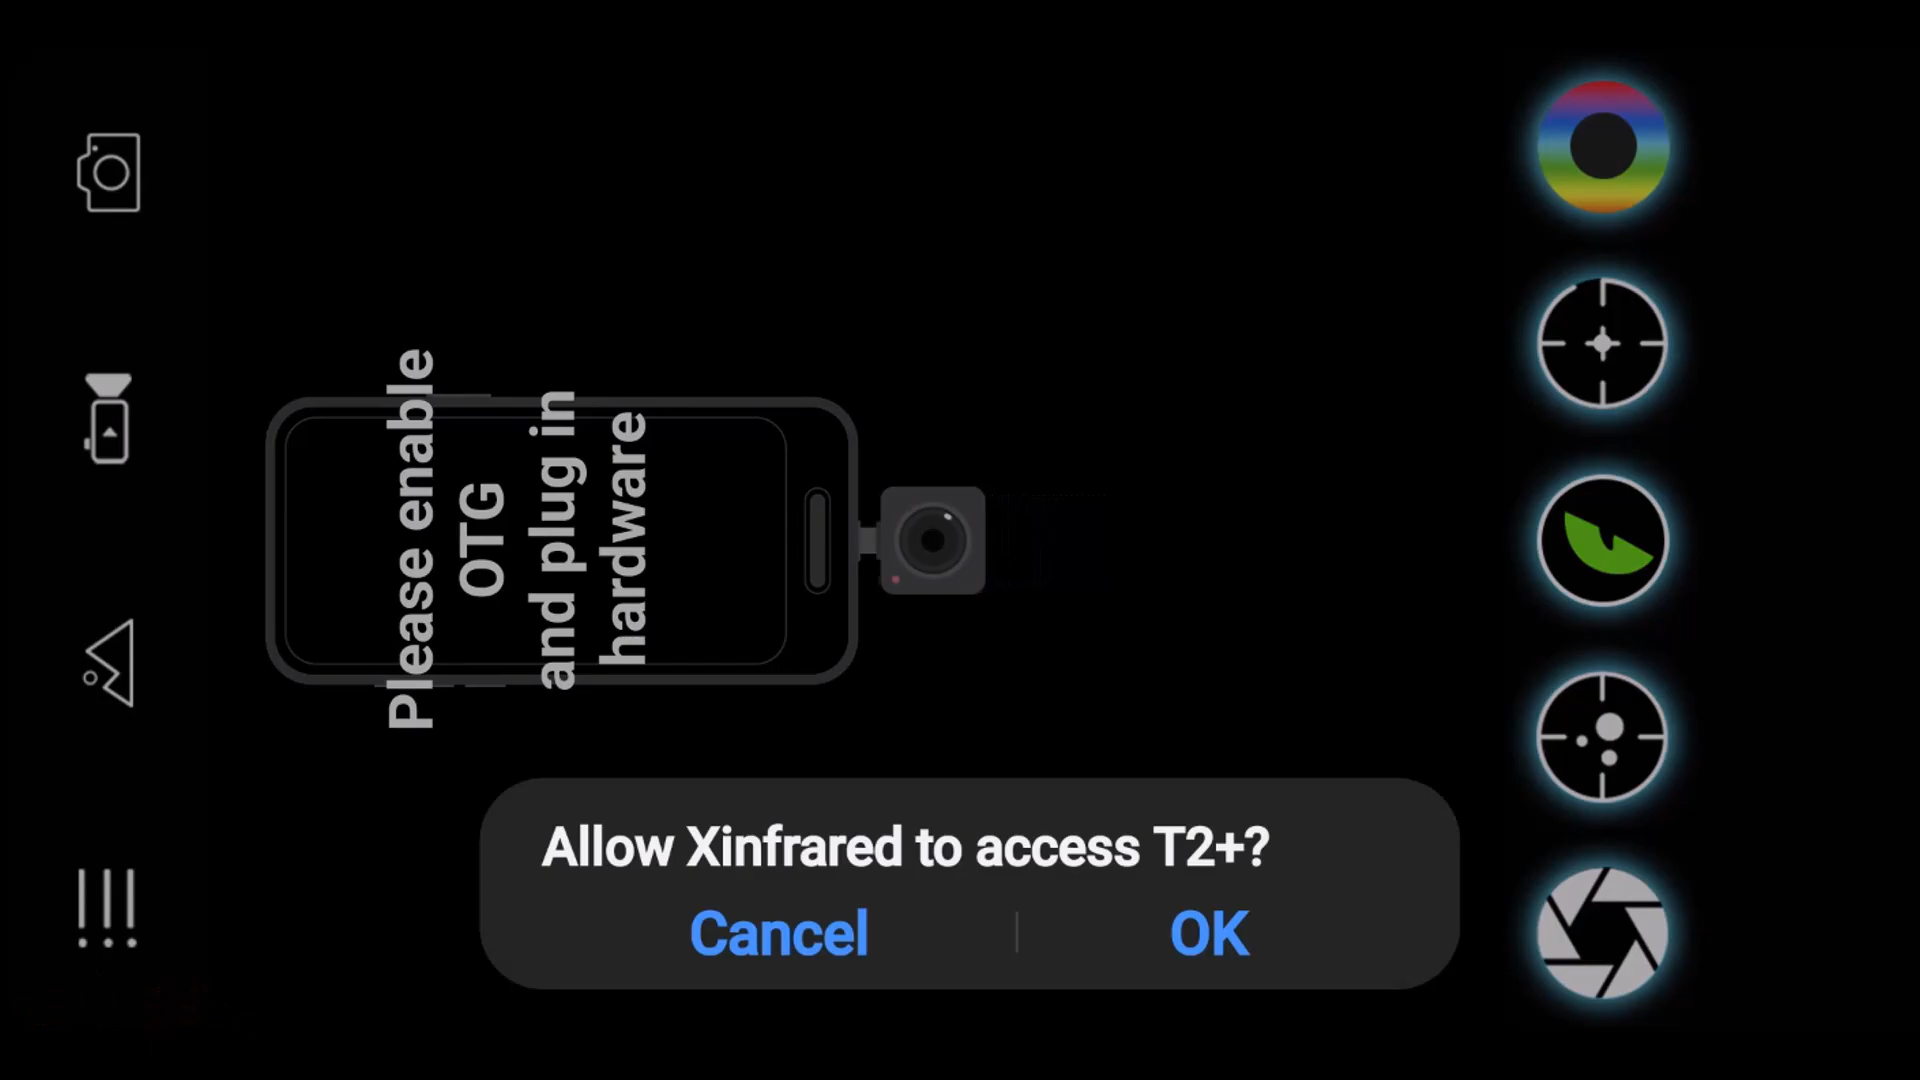 Please enable
OTG
and plug in
hardware
Allow Xinfrared to access T2+?
Cancel
OK